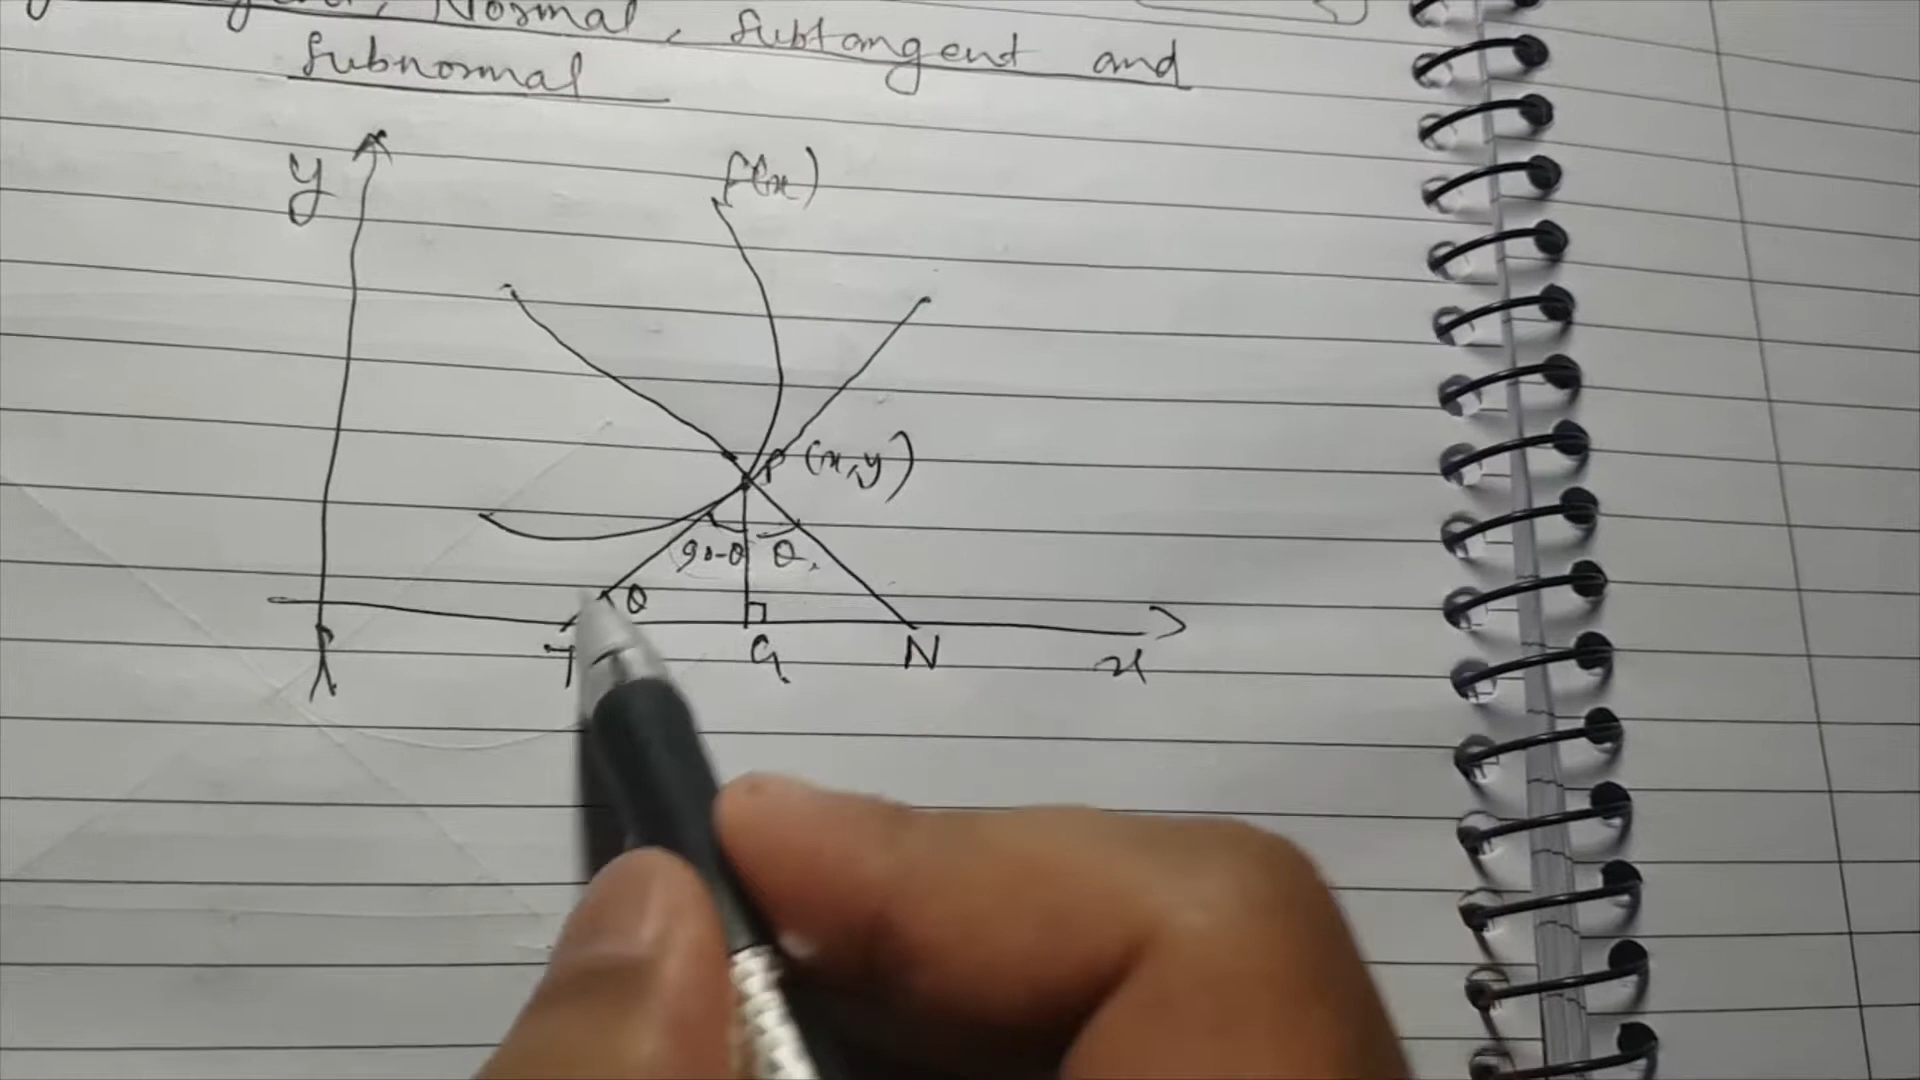 Normal, Subtangent and
Subnormal
y
f(x)
P (x,y)
90-θ θ
θ
T G N x